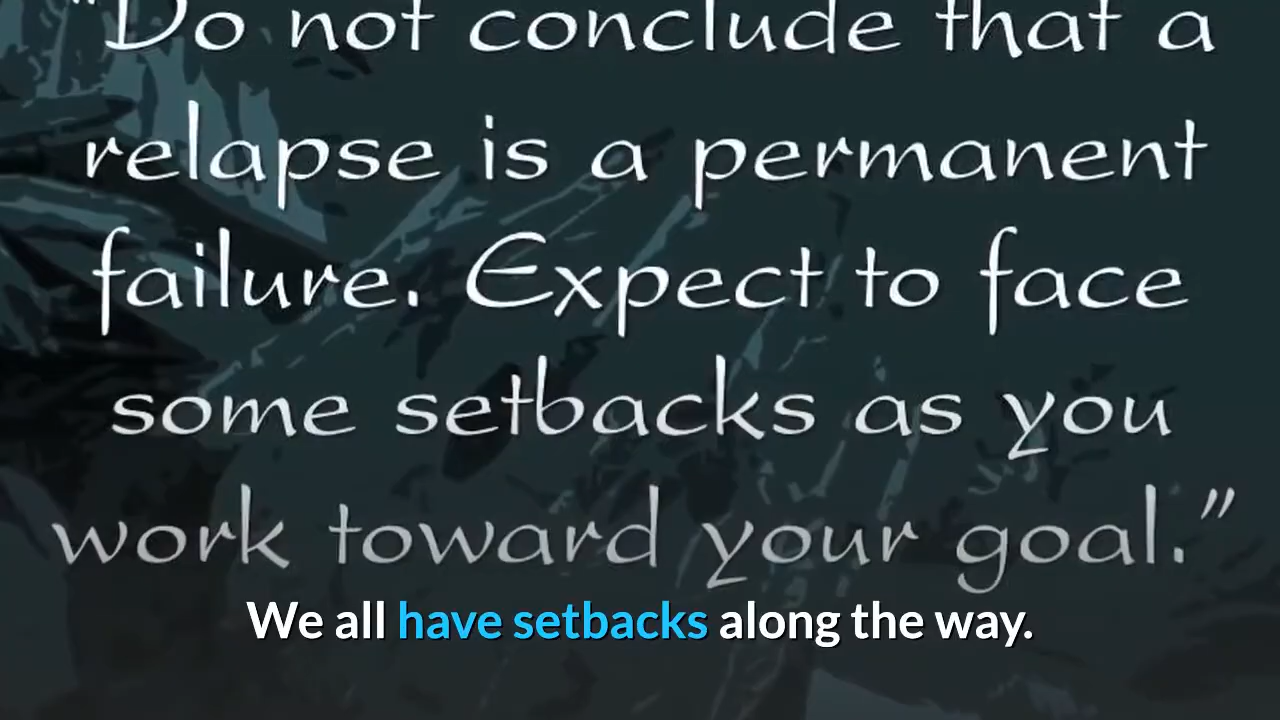 "Do not conclude that a
relapse is a permanent
failure. Expect to face
some setbacks as you
work toward your goal.”
We all have setbacks along the way.